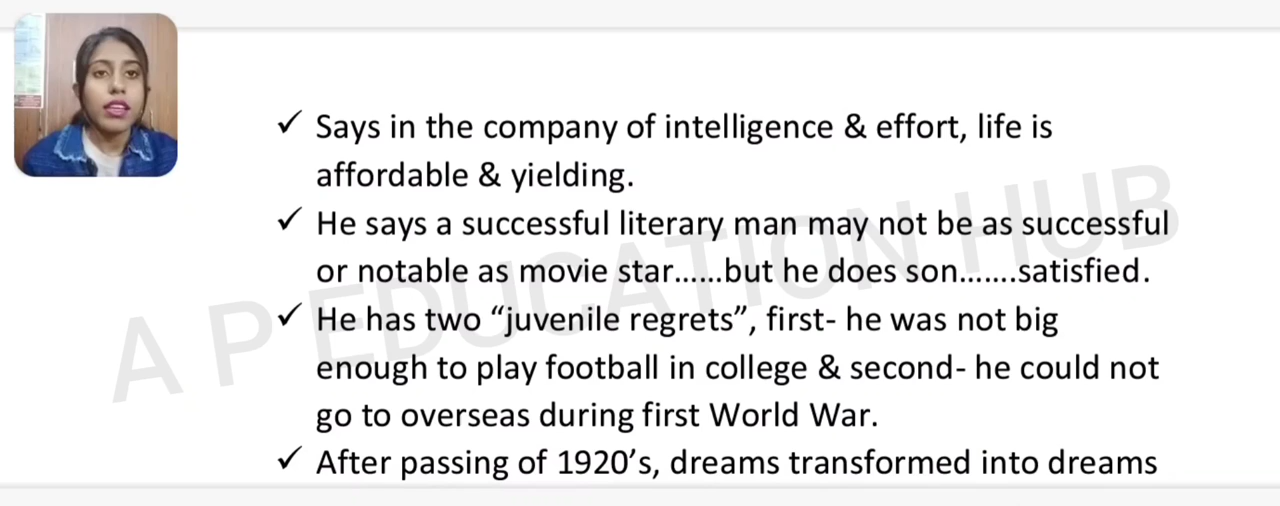 ✓ Says in the company of intelligence & effort, life is
affordable & yielding.
✓ He says a successful literary man may not be as successful
or notable as movie star......but he does son.......satisfied.
✓ He has two “juvenile regrets”, first- he was not big
enough to play football in college & second- he could not
go to overseas during first World War.
✓ After passing of 1920’s, dreams transformed into dreams
A P EDUCATION HUB